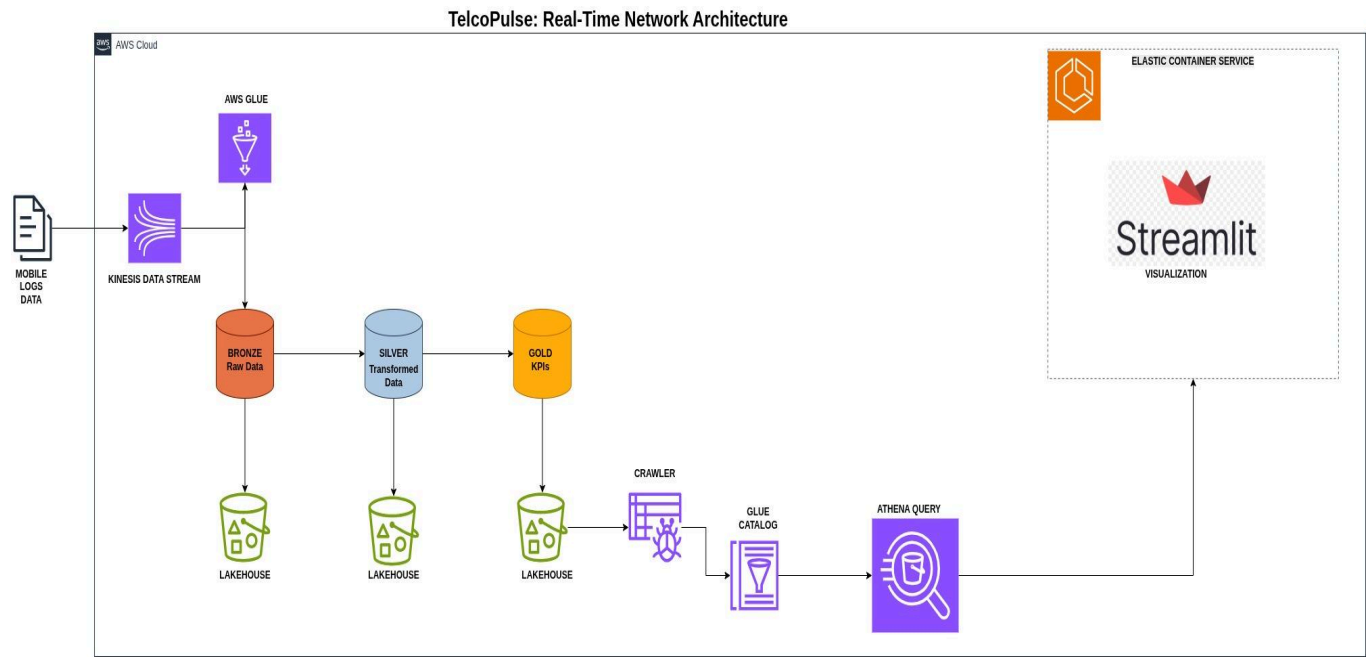 TelcoPulse: Real-Time Network Architecture
aws
AWS Cloud
ELASTIC CONTAINER SERVICE
AWS GLUE
Streamlit
VISUALIZATION
MOBILE
LOGS
DATA
KINESIS DATA STREAM
BRONZE
Raw Data
SILVER
Transformed
Data
GOLD
KPIs
CRAWLER
GLUE
CATALOG
ATHENA QUERY
LAKEHOUSE
LAKEHOUSE
LAKEHOUSE